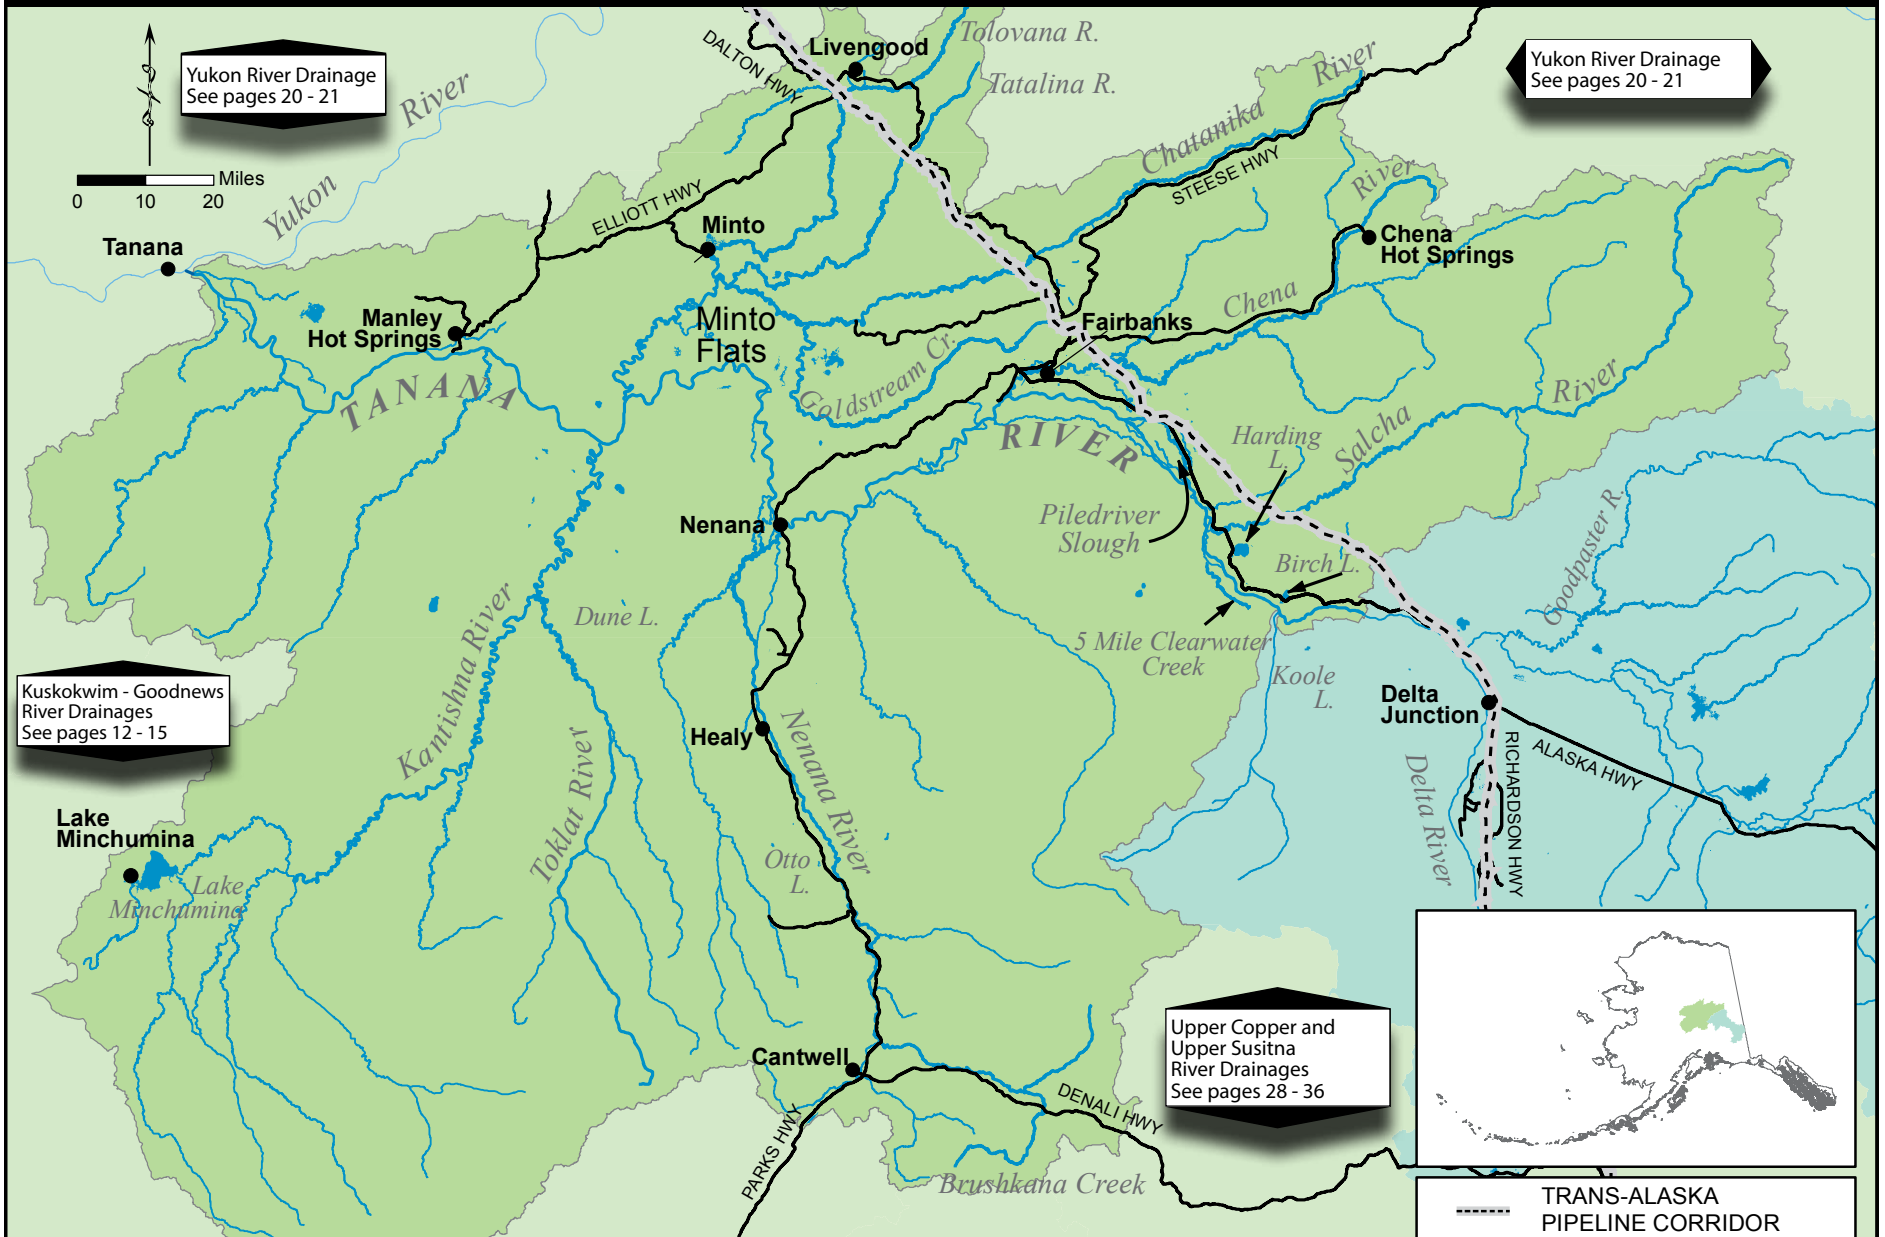 Yukon River Drainage
See pages 20 - 21
Yukon River Drainage
See pages 20 - 21
Miles
0 10 20
Yukon
River
DALTON HWY
Livengood
Tolovana R.
Tatalina R.
Chatanika
River
STEESE HWY
River
Chena
Hot Springs
Chena
ELLIOTT HWY
Minto
Tanana
Manley
Hot Springs
Minto
Flats
Fairbanks
Goldstream Cr.
TANANA
RIVER
Harding
L.
Salcha
River
Piledriver
Slough
Nenana
Birch L.
Goodpaster R.
Dune L.
Kantishna River
5 Mile Clearwater
Creek
Koole
L.
Kuskokwim - Goodnews
River Drainages
See pages 12 - 15
Healy
Nenana River
Toklat River
Delta
Junction
ALASKA HWY
RICHARDSON HWY
Delta River
Lake
Minchumina
Lake
Minchumina
Otto
L.
Cantwell
PARKS HWY
DENALI HWY
Brushkana Creek
Upper Copper and
Upper Susitna
River Drainages
See pages 28 - 36
TRANS-ALASKA
PIPELINE CORRIDOR